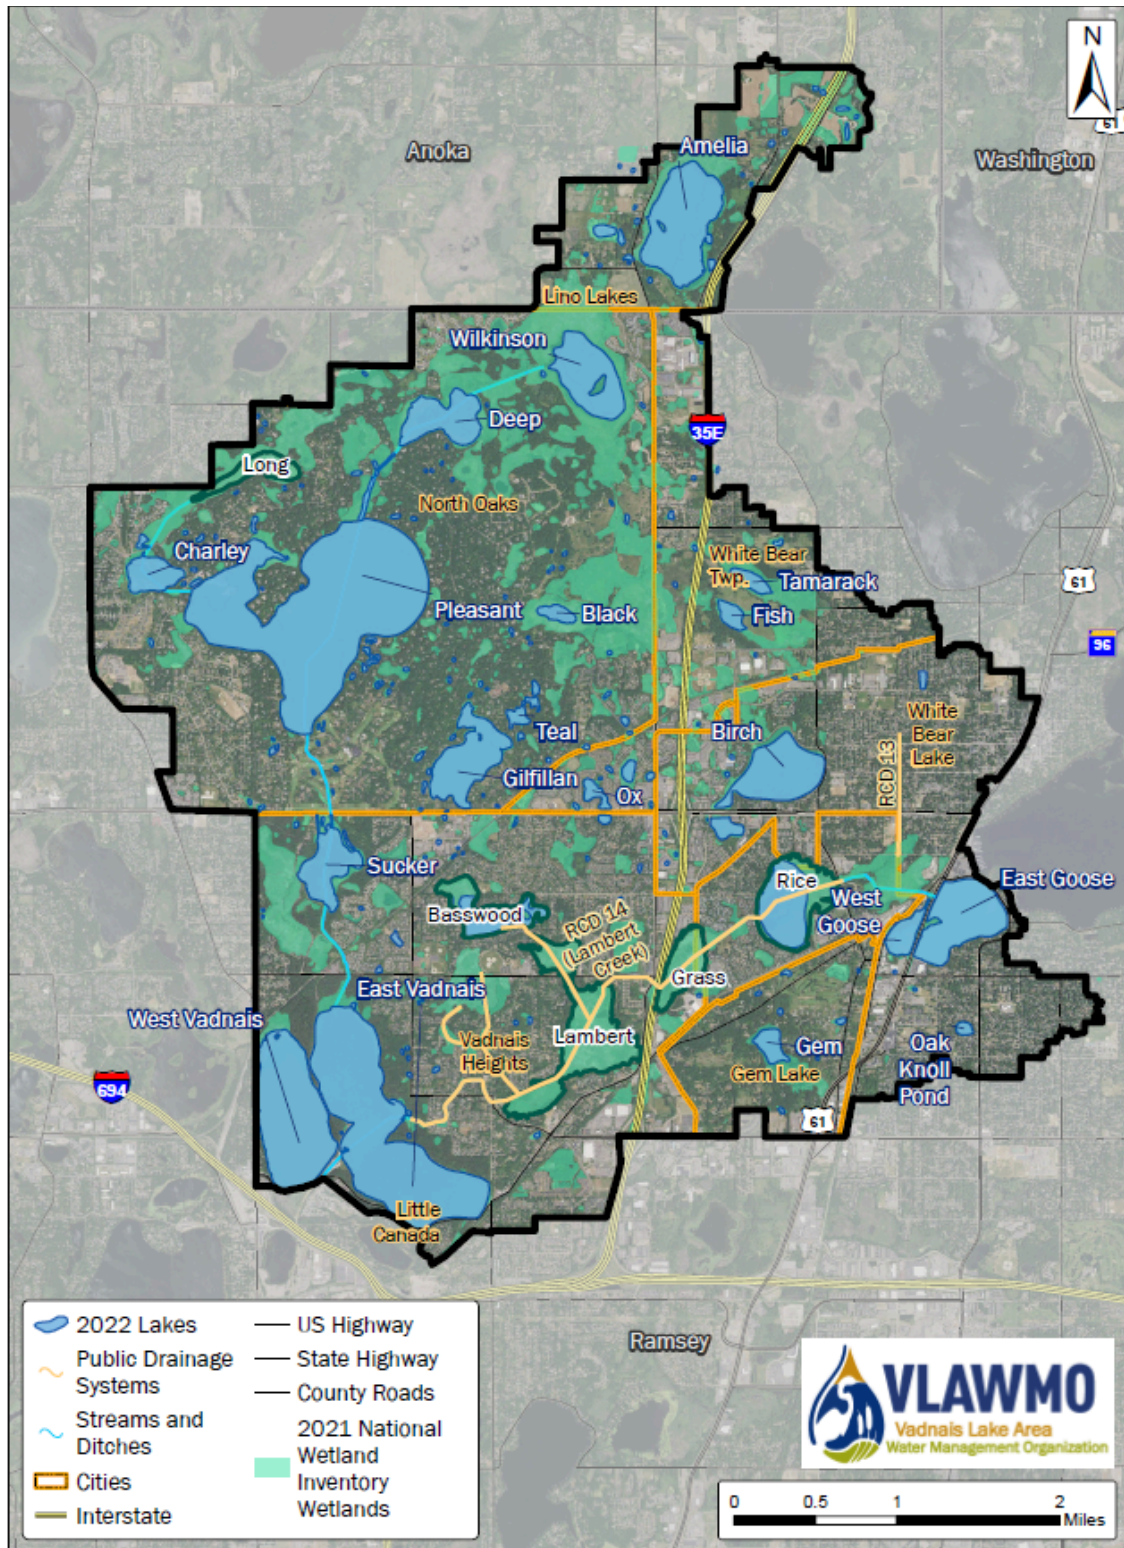 N
61
Anoka
Amelia
Washington
Lino Lakes
Wilkinson
Deep
35E
Long
North Oaks
Charley
White Bear
Twp.
Tamarack
61
Pleasant
Black
Fish
96
Teal
Birch
White
Bear
Lake
Gilfillan
Ox
RCD 13
Sucker
Rice
East Goose
Basswood
West
Goose
RCD 14
(Lambert
Creek)
Grass
East Vadnais
West Vadnais
Lambert
Vadnais
Heights
Gem
Oak
Knoll
Pond
694
Gem Lake
61
Little
Canada
2022 Lakes
Public Drainage
Systems
Streams and
Ditches
Cities
Interstate
US Highway
State Highway
County Roads
2021 National
Wetland
Inventory
Wetlands
Ramsey
VLAWMO
Vadnais Lake Area
Water Management Organization
0 0.5 1 2
Miles